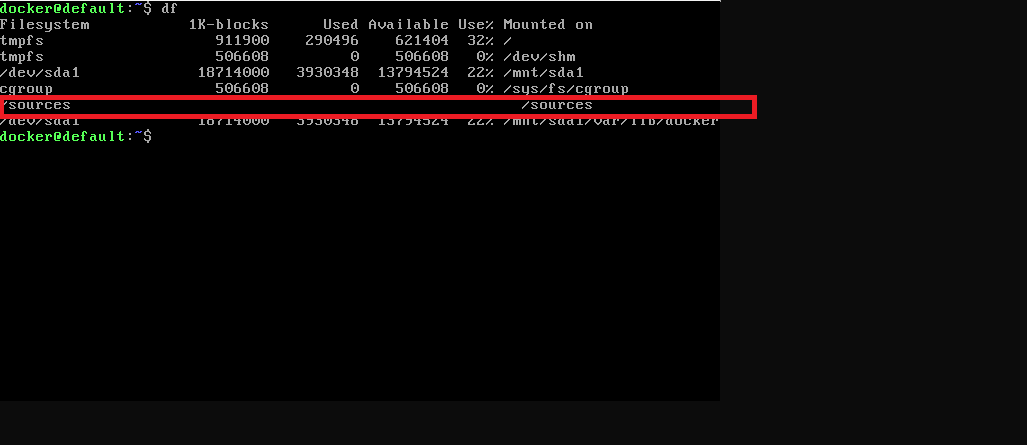 docker@default:~$ df
Filesystem 1K-blocks Used Available Use% Mounted on
tmpfs 911900 290496 621404 32% /
tmpfs 506608 0 506608 0% /dev/shm
/dev/sda1 18714000 3930348 13794524 22% /mnt/sda1
cgroup 506608 0 506608 0% /sys/fs/cgroup
/sources /sources
/dev/sda1 18714000 3930348 13794524 22% /mnt/sda1/var/lib/docker
docker@default:~$